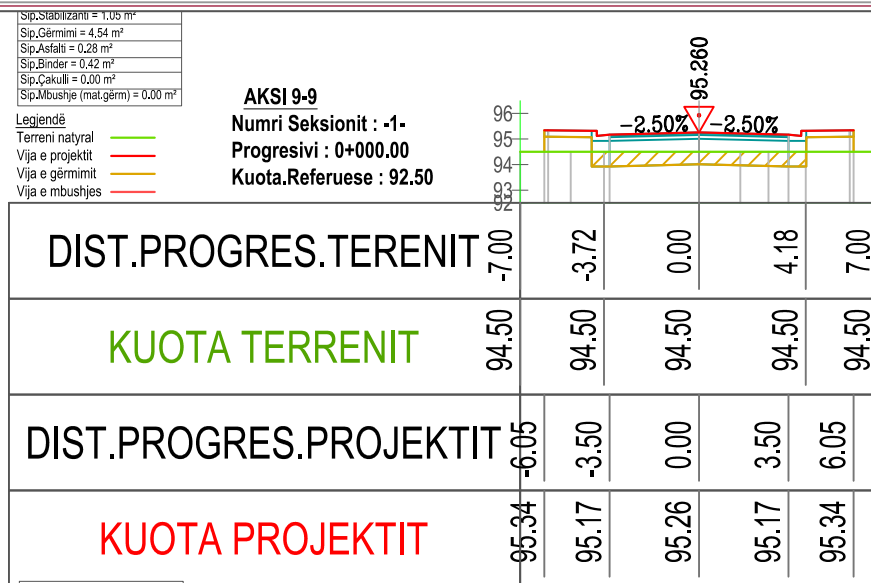 Sip.Stabilizanti = 1.05 m²
Sip.Gërmimi = 4.54 m²
Sip.Asfalti = 0.28 m²
Sip.Binder = 0.42 m²
Sip.Çakulli = 0.00 m²
Sip.Mbushje (mat.gërm) = 0.00 m²
Legjendë
Terreni natyral
Vija e projektit
Vija e gërmimit
Vija e mbushjes
AKSI 9-9
Numri Seksionit : -1-
Progresivi : 0+000.00
Kuota.Referuese : 92.50
95.260
-2.50% -2.50%
96
95
94
93
92
DIST.PROGRES.TERENIT -7.00 -3.72 0.00 4.18 7.00
KUOTA TERRENIT 94.50 94.50 94.50 94.50 94.50
DIST.PROGRES.PROJEKTIT -6.05 -3.50 0.00 3.50 6.05
KUOTA PROJEKTIT 95.34 95.17 95.26 95.17 95.34